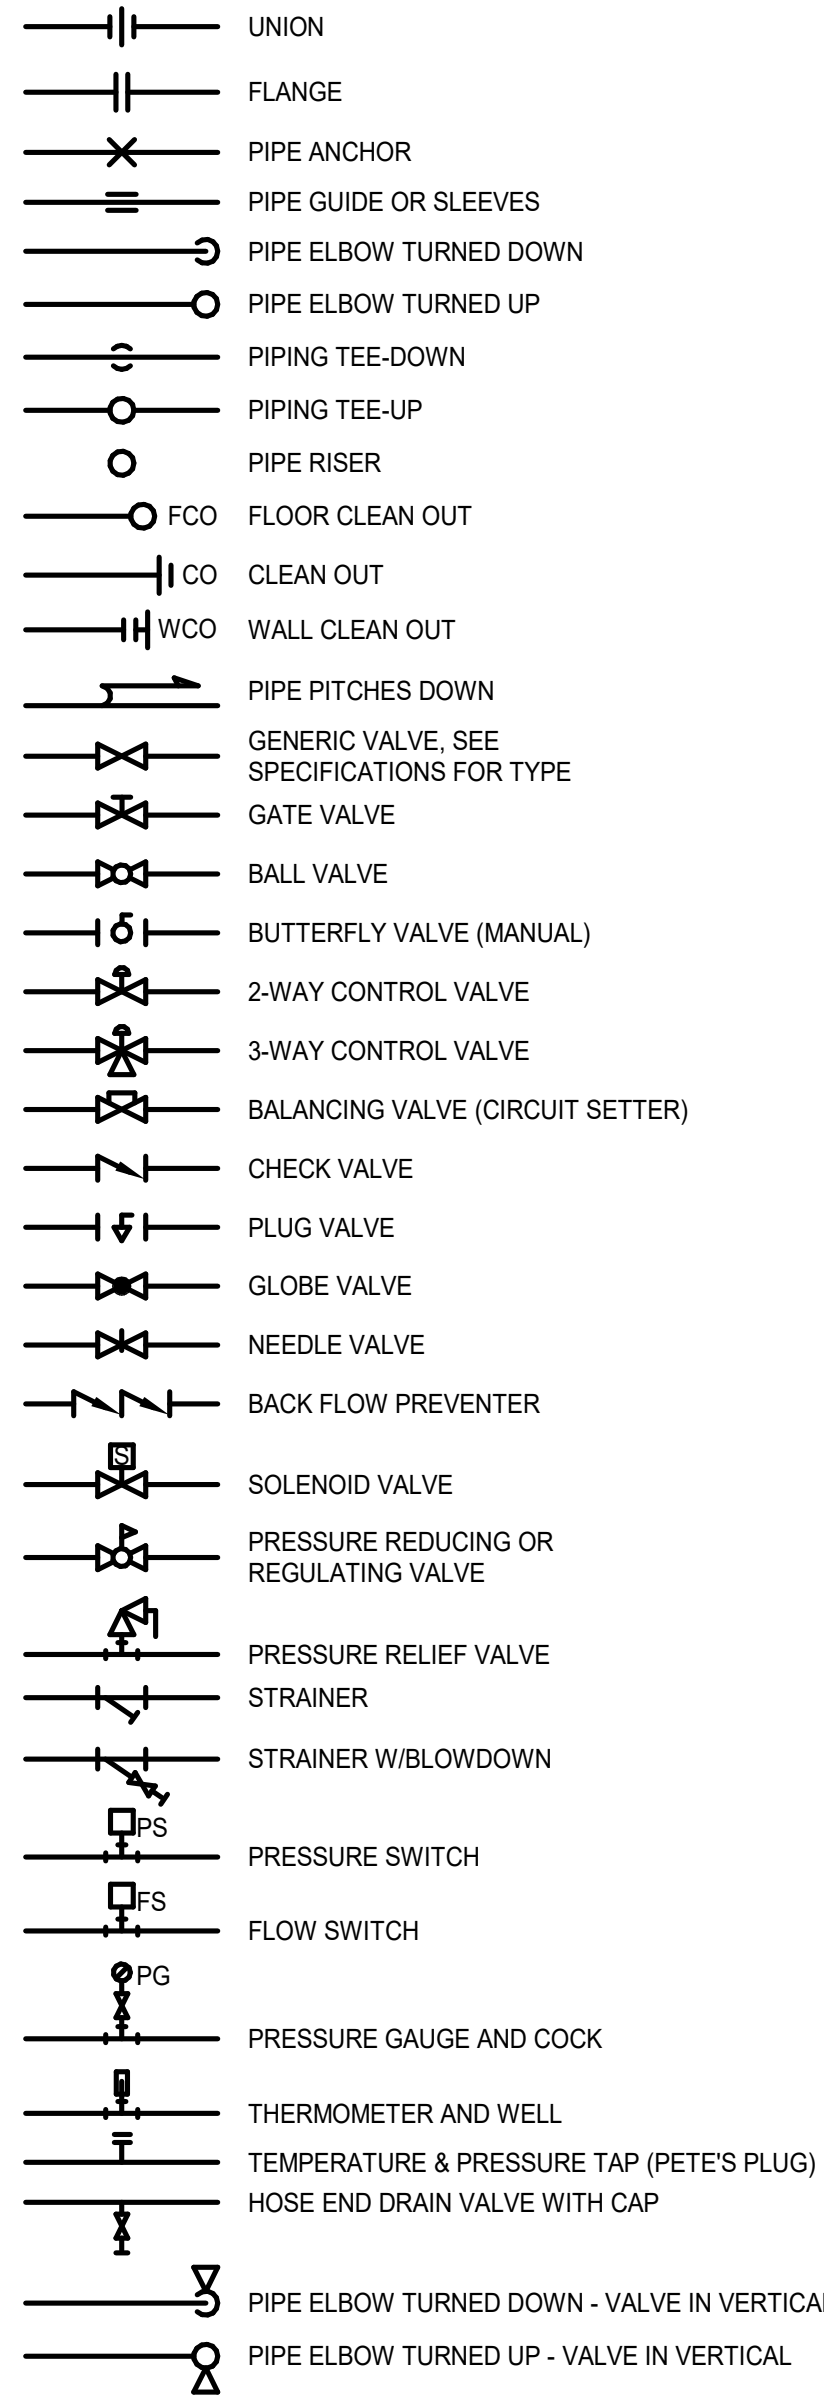 UNION
FLANGE
PIPE ANCHOR
PIPE GUIDE OR SLEEVES
PIPE ELBOW TURNED DOWN
PIPE ELBOW TURNED UP
PIPING TEE-DOWN
PIPING TEE-UP
PIPE RISER
FCO FLOOR CLEAN OUT
CO CLEAN OUT
WCO WALL CLEAN OUT
PIPE PITCHES DOWN
GENERIC VALVE, SEE
SPECIFICATIONS FOR TYPE
GATE VALVE
BALL VALVE
BUTTERFLY VALVE (MANUAL)
2-WAY CONTROL VALVE
3-WAY CONTROL VALVE
BALANCING VALVE (CIRCUIT SETTER)
CHECK VALVE
PLUG VALVE
GLOBE VALVE
NEEDLE VALVE
BACK FLOW PREVENTER
S
SOLENOID VALVE
PRESSURE REDUCING OR
REGULATING VALVE
PRESSURE RELIEF VALVE
STRAINER
STRAINER W/BLOWDOWN
PS
PRESSURE SWITCH
FS
FLOW SWITCH
PG
PRESSURE GAUGE AND COCK
THERMOMETER AND WELL
TEMPERATURE & PRESSURE TAP (PETE'S PLUG)
HOSE END DRAIN VALVE WITH CAP
PIPE ELBOW TURNED DOWN - VALVE IN VERTICAL
PIPE ELBOW TURNED UP - VALVE IN VERTICAL